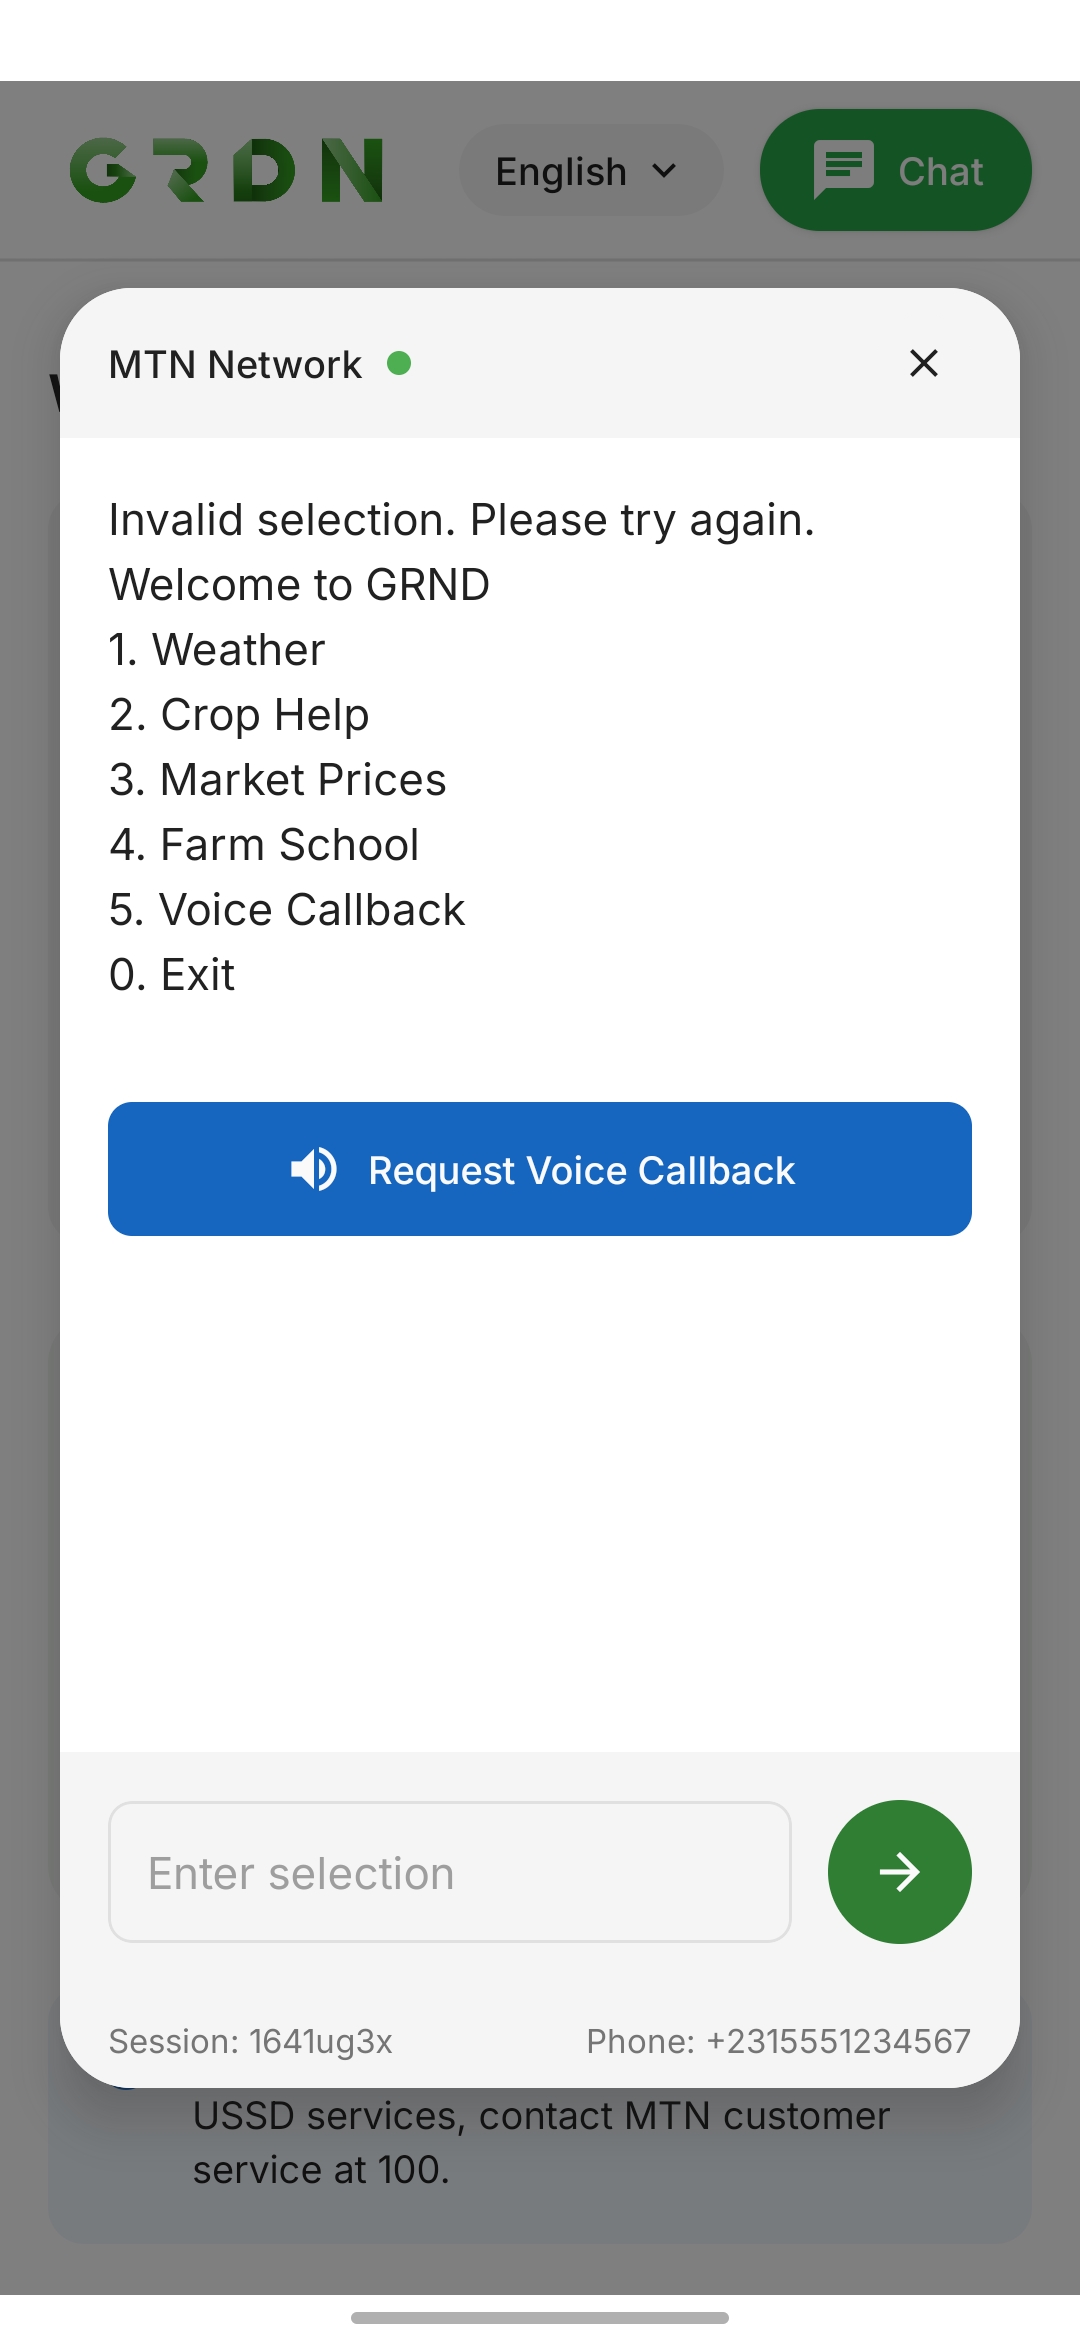 GRDN
English
Chat
MTN Network
Invalid selection. Please try again.
Welcome to GRND
1. Weather
2. Crop Help
3. Market Prices
4. Farm School
5. Voice Callback
0. Exit
Request Voice Callback
Enter selection
Session: 1641ug3x
Phone: +2315551234567
USSD services, contact MTN customer
service at 100.